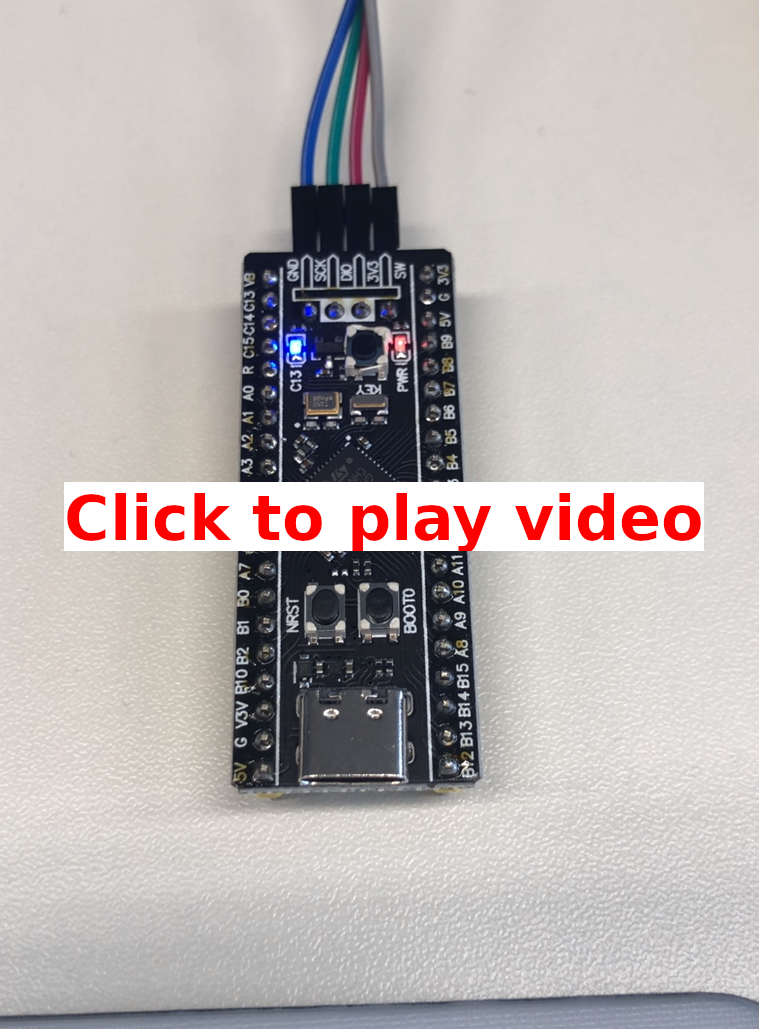 GND
SCK
DIO
3V3
SW
VB
C13
C14
C15
R
A0
A1
A2
A3
3V3
G
5V
B9
B8
B7
B6
B5
B4
C13
KEY
PWR
Click to play video
A7
B0
B1
B2
B10
V3V
G
5V
NRST
BOOT0
A11
A10
A9
A8
B15
B14
B13
B12